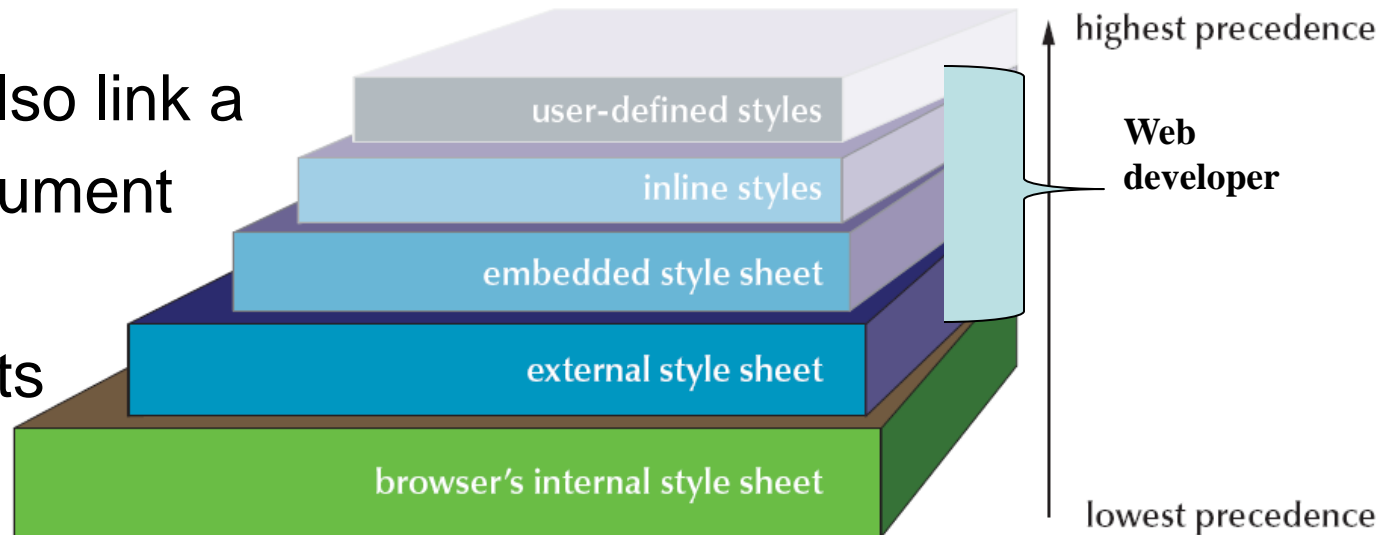 highest precedence
lso link a
user-defined styles
Web
developer
ument
inline styles
embedded style sheet
ts
external style sheet
browser's internal style sheet
lowest precedence